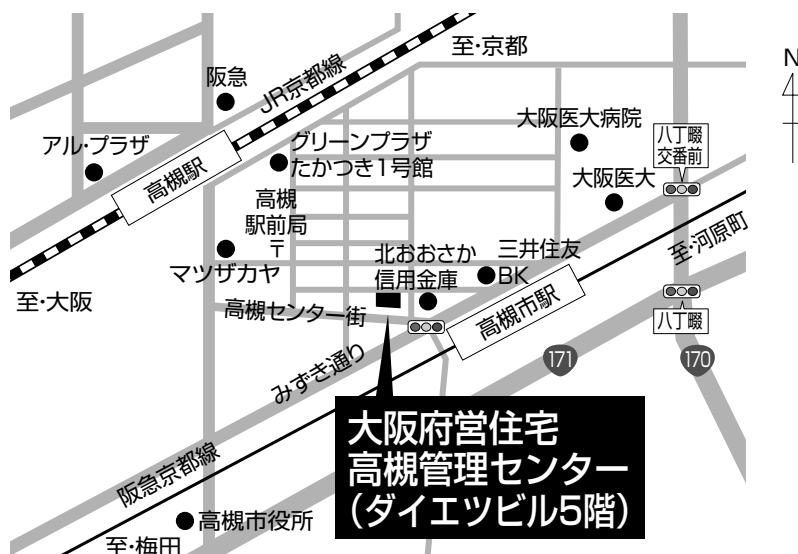 至・京都
N
阪急
JR京都線
アル・プラザ
グリーンプラザ
たかつき1号館
大阪医大病院
八丁畷
交番前
高槻駅
大阪医大
高槻
駅前局
〒
マツザカヤ
北おおさか
信用金庫
三井住友
BK
至・河原町
至・大阪
高槻センター街
高槻市駅
八丁畷
みずき通り
171
170
大阪府営住宅
高槻管理センター
(ダイエツビル5階)
阪急京都線
高槻市役所
至・梅田